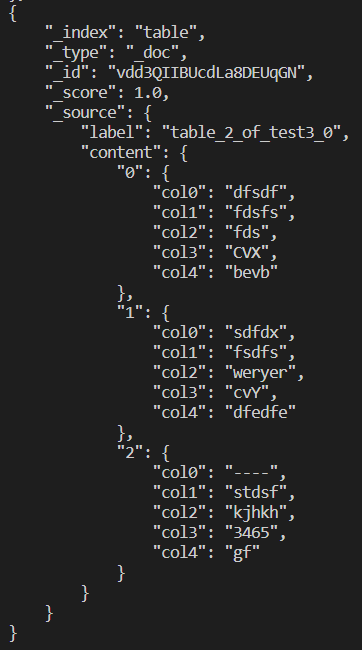 {
"_index": "table",
"_type": "_doc",
"_id": "vdd3QIIBUcdLa8DEUqGN",
"_score": 1.0,
"_source": {
"label": "table_2_of_test3_0",
"content": {
"0": {
"col0": "dfsdf",
"col1": "fdsfs",
"col2": "fds",
"col3": "CVX",
"col4": "bevb"
},
"1": {
"col0": "sdfdx",
"col1": "fsdfs",
"col2": "weryer",
"col3": "cvY",
"col4": "dfedfe"
},
"2": {
"col0": "----",
"col1": "stdsf",
"col2": "kjhkh",
"col3": "3465",
"col4": "gf"
}
}
}
}